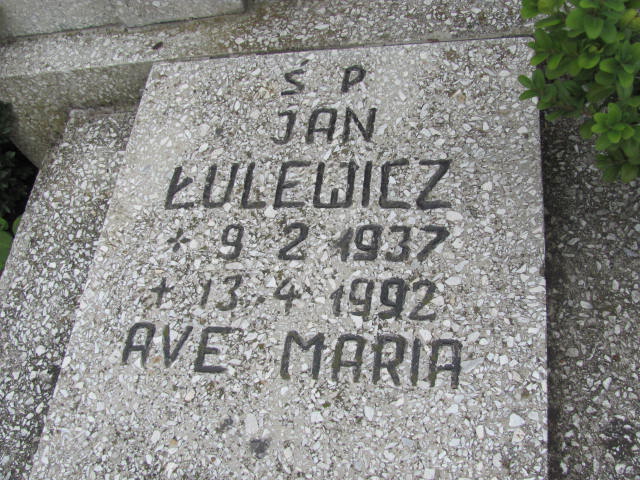 Ś P
JAN
ŁULEWICZ
* 9 2 1937
+ 13 4 1992
AVE MARIA